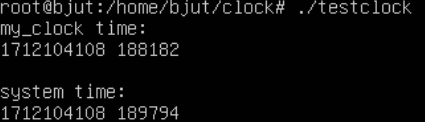 root@bjut:/home/bjut/clock# ./testclock
my_clock time:
1712104108 188182

system time:
1712104108 189794